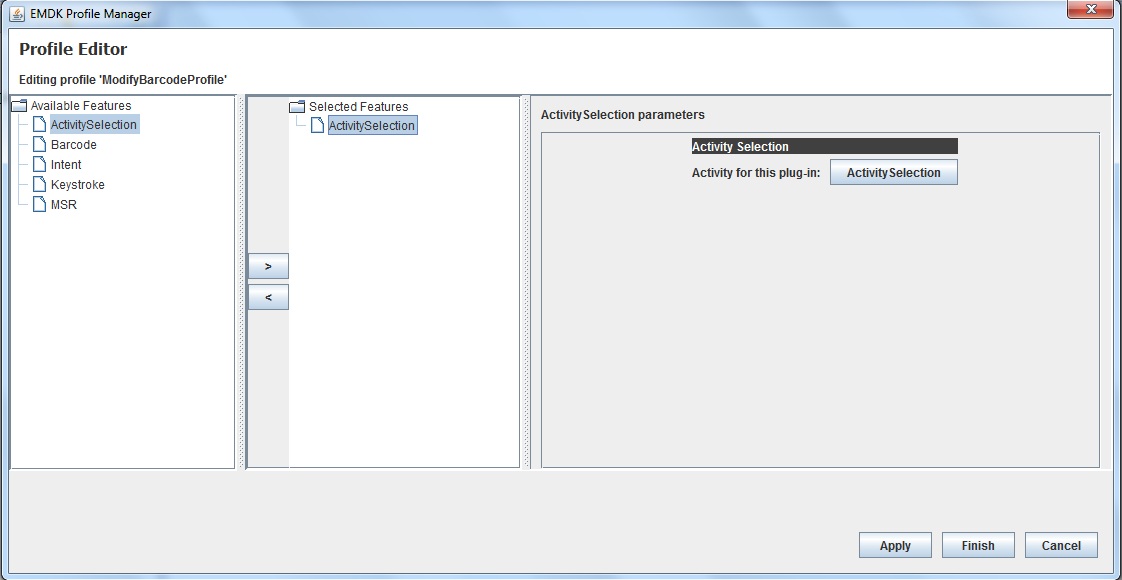 EMDK Profile Manager
Profile Editor
Editing profile 'ModifyBarcodeProfile'
Available Features
ActivitySelection
Barcode
Intent
Keystroke
MSR
>
<
Selected Features
ActivitySelection
ActivitySelection parameters
Activity Selection
Activity for this plug-in: ActivitySelection
Apply Finish Cancel